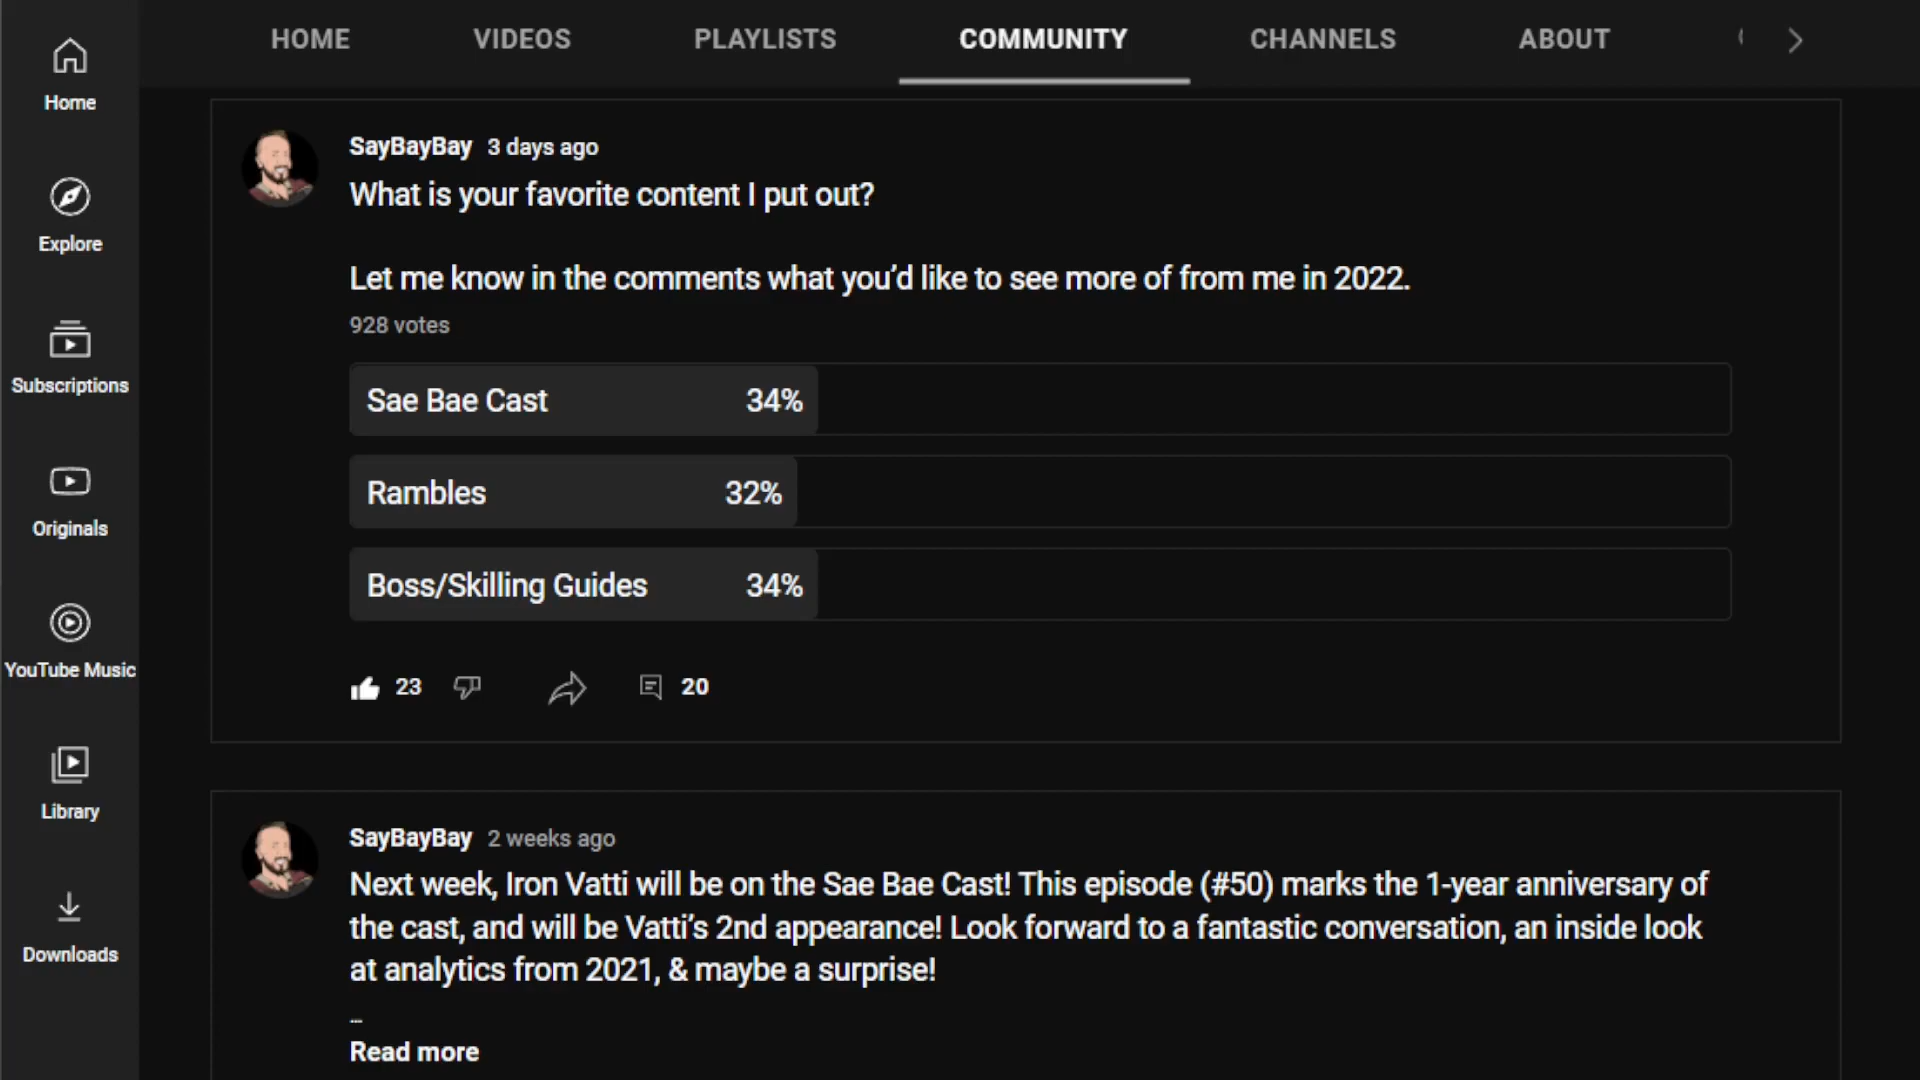 HOME VIDEOS PLAYLISTS COMMUNITY CHANNELS ABOUT
Home
Explore
Subscriptions
Originals
YouTube Music
Library
Downloads
SayBayBay 3 days ago
What is your favorite content I put out?
Let me know in the comments what you’d like to see more of from me in 2022.
928 votes
Sae Bae Cast 34%
Rambles 32%
Boss/Skilling Guides 34%
23 20
SayBayBay 2 weeks ago
Next week, Iron Vatti will be on the Sae Bae Cast! This episode (#50) marks the 1-year anniversary of
the cast, and will be Vatti’s 2nd appearance! Look forward to a fantastic conversation, an inside look
at analytics from 2021, & maybe a surprise!
...
Read more